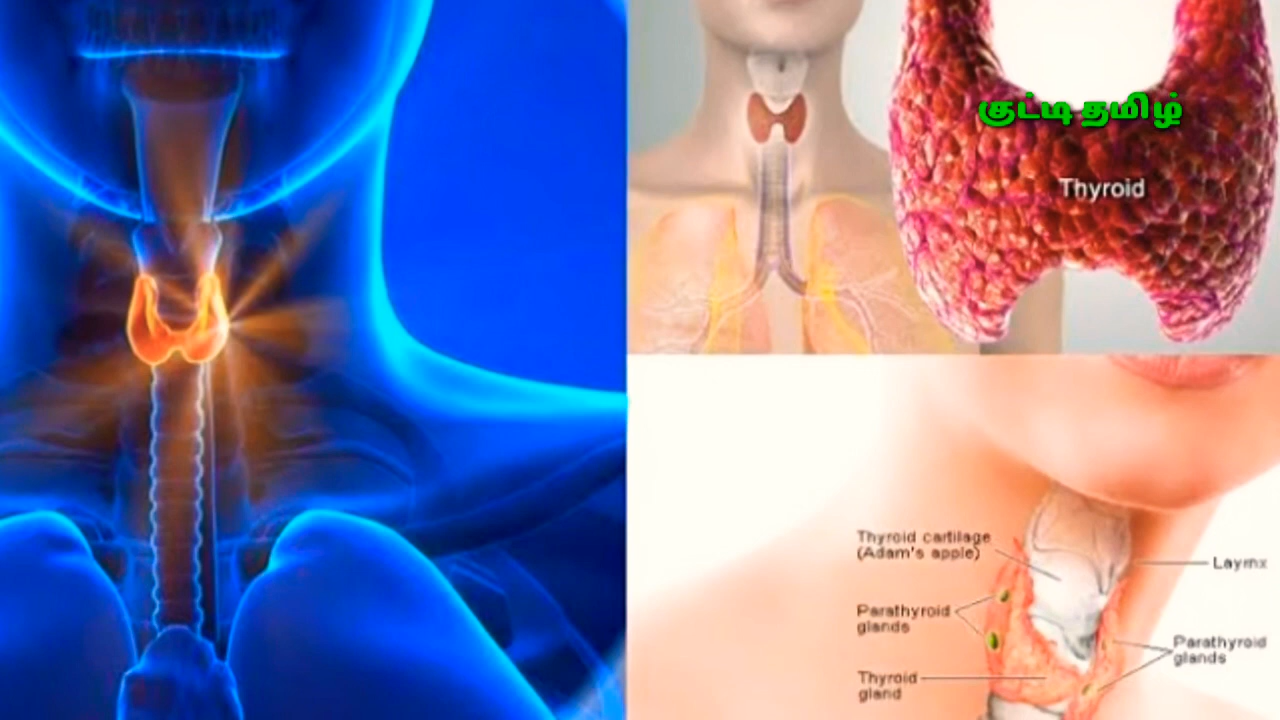 குட்டி தமிழ்
Thyroid
Thyroid cartilage
(Adam's apple)
Larynx
Parathyroid
glands
Parathyroid
glands
Thyroid
gland